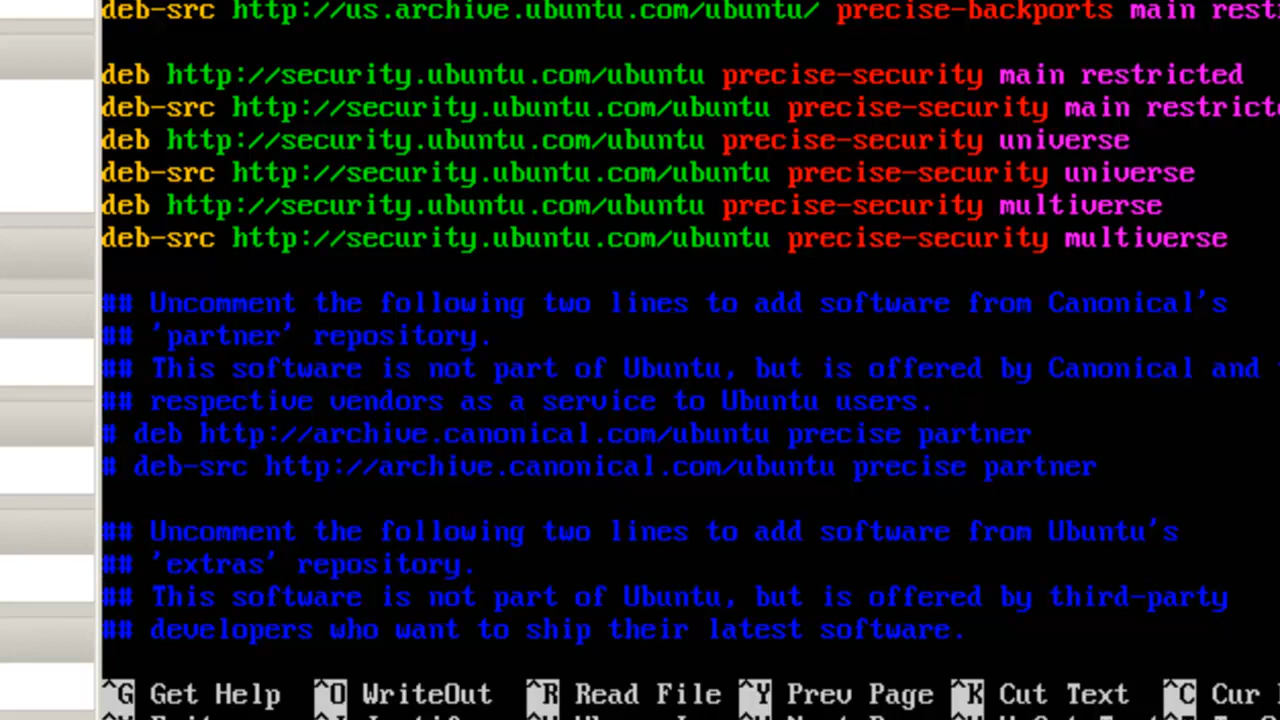 deb-src http://us.archive.ubuntu.com/ubuntu/ precise-backports main
deb http://security.ubuntu.com/ubuntu precise-security main restricted
deb-src http://security.ubuntu.com/ubuntu precise-security main
deb http://security.ubuntu.com/ubuntu precise-security universe
deb-src http://security.ubuntu.com/ubuntu precise-security universe
deb http://security.ubuntu.com/ubuntu precise-security multiverse
deb-src http://security.ubuntu.com/ubuntu precise-security multiverse
## Uncomment the following two lines to add software from Canonical's
## 'partner' repository.
## This software is not part of Ubuntu, but is offered by Canonical and
## respective vendors as a service to Ubuntu users.
# deb http://archive.canonical.com/ubuntu precise partner
# deb-src http://archive.canonical.com/ubuntu precise partner
## Uncomment the following two lines to add software from Ubuntu's
## 'extras' repository.
## This software is not part of Ubuntu, but is offered by third-party
## developers who want to ship their latest software.
^G Get Help ^O WriteOut ^R Read File ^Y Prev Page ^K Cut Text ^C Cur